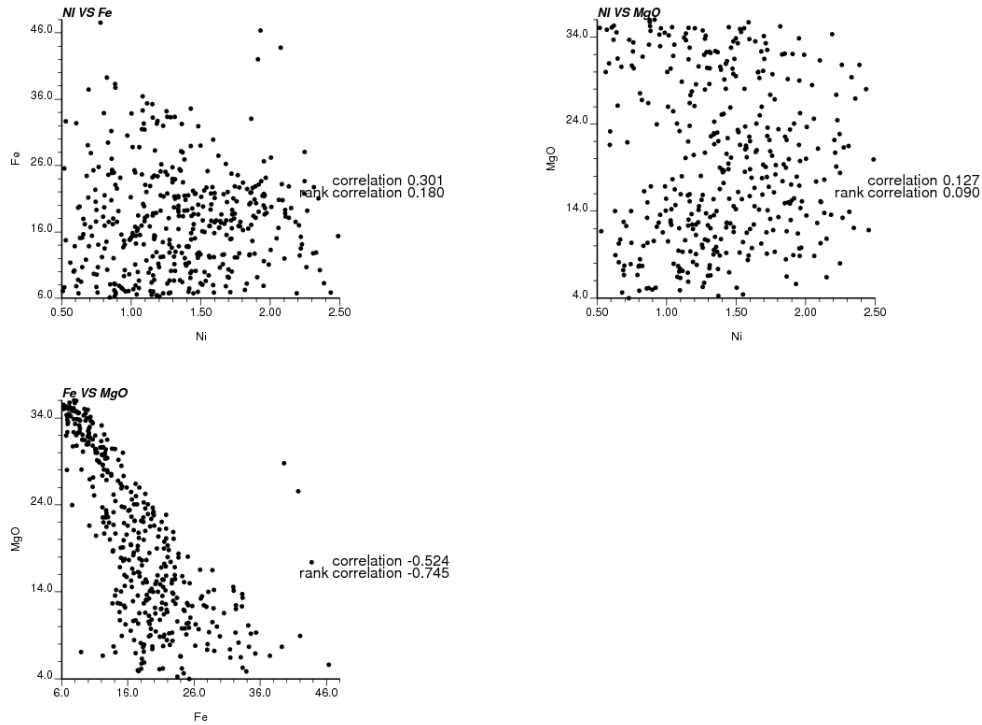 NI VS Fe
46.0
36.0
26.0
16.0
6.0
Fe
0.50 1.00 1.50 2.00 2.50
Ni
correlation 0.301
rank correlation 0.180
NI VS MgO
34.0
24.0
14.0
4.0
MgO
0.50 1.00 1.50 2.00 2.50
Ni
correlation 0.127
rank correlation 0.090
Fe VS MgO
34.0
24.0
14.0
4.0
MgO
6.0 16.0 26.0 36.0 46.0
Fe
correlation -0.524
rank correlation -0.745